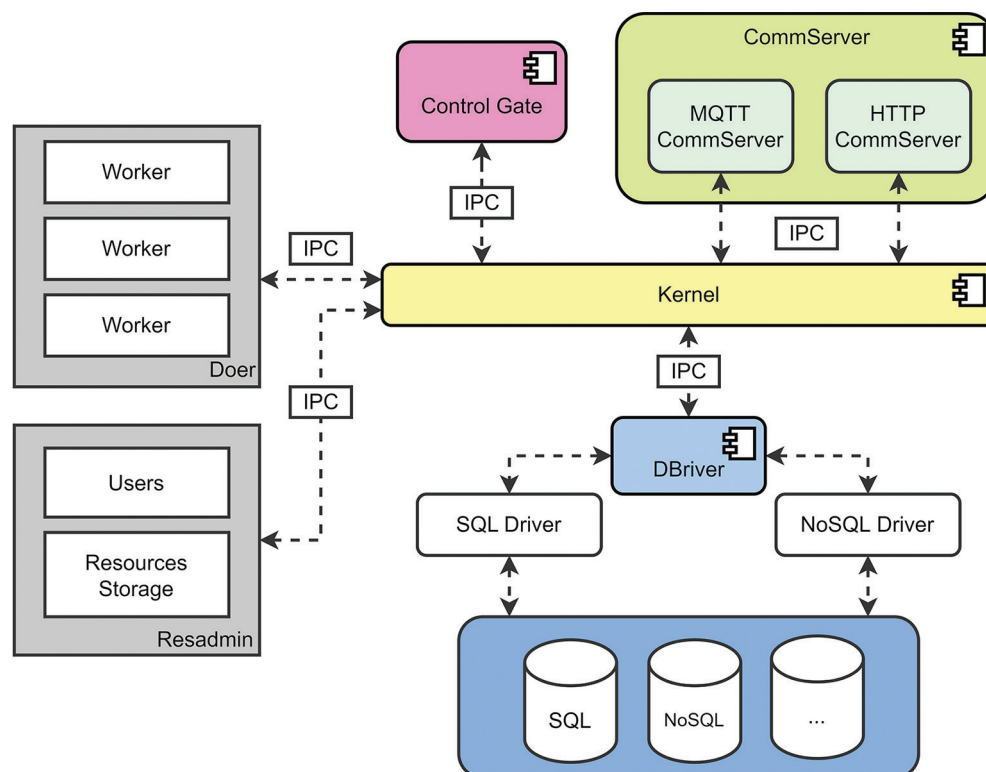 CommServer
Control Gate
MQTT
CommServer
HTTP
CommServer
IPC
IPC
Worker
Worker
Worker
Doer
IPC
Kernel
IPC
IPC
DBriver
Users
Resources
Storage
Resadmin
SQL Driver
NoSQL Driver
SQL
NoSQL
...